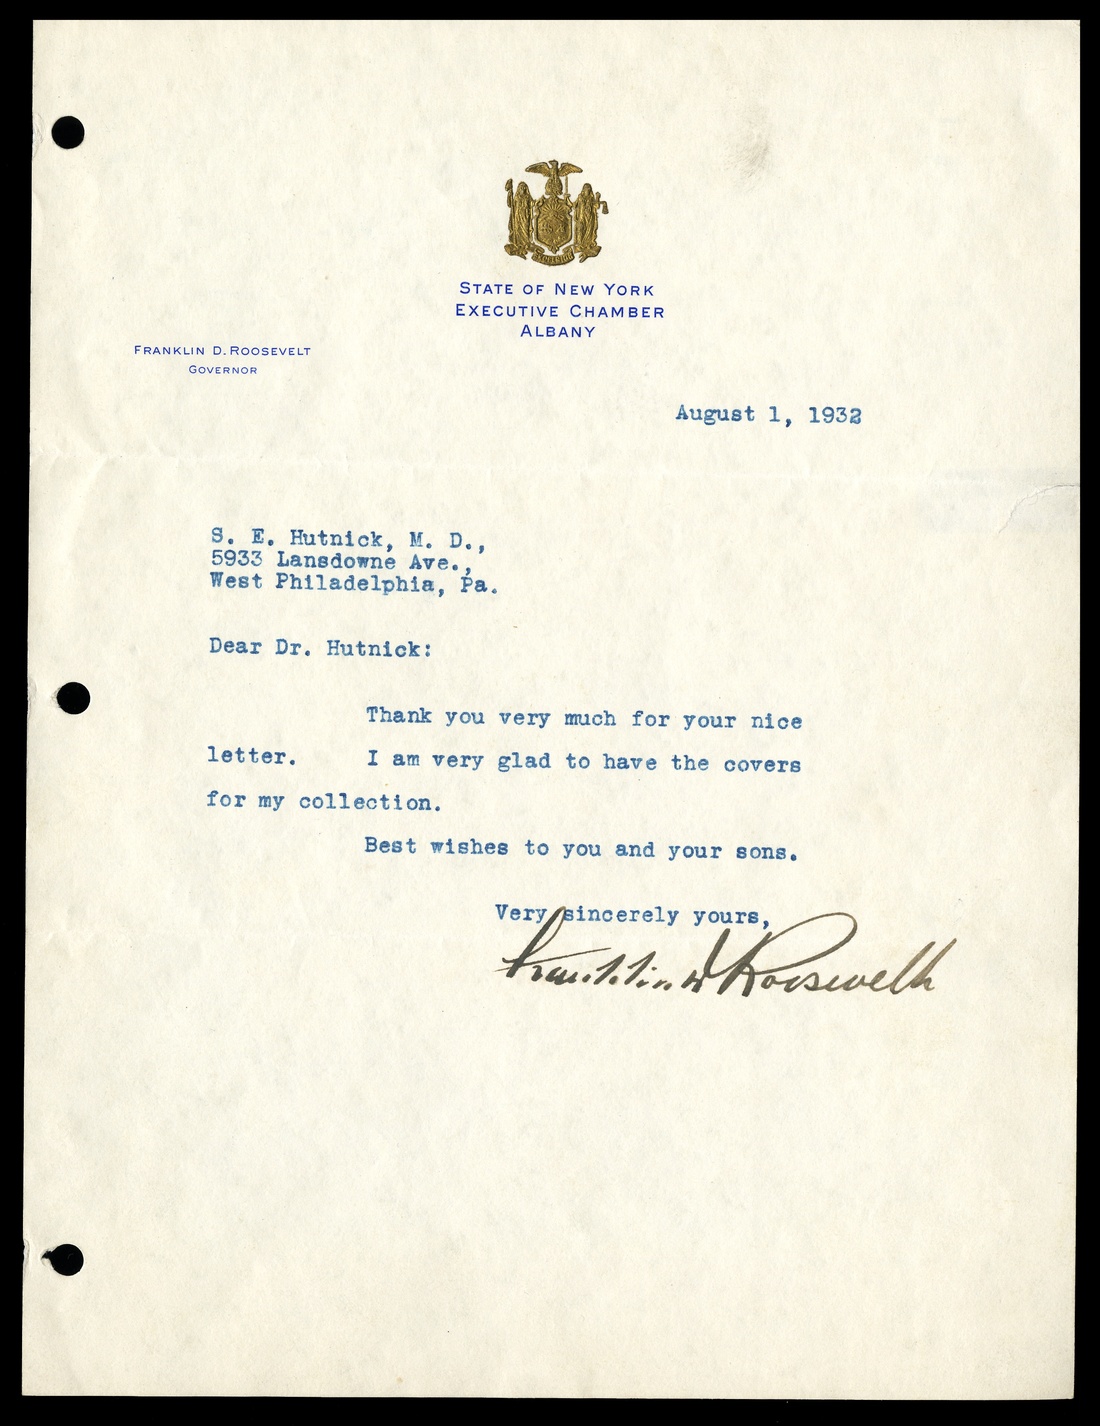 EXCELSIOR
STATE OF NEW YORK
EXECUTIVE CHAMBER
ALBANY
FRANKLIN D. ROOSEVELT
GOVERNOR
August 1, 1932
S. E. Hutnick, M. D.,
5933 Lansdowne Ave.,
West Philadelphia, Pa.
Dear Dr. Hutnick:
Thank you very much for your nice
letter. I am very glad to have the covers
for my collection.
Best wishes to you and your sons.
Very sincerely yours,
Franklin D Roosevelt